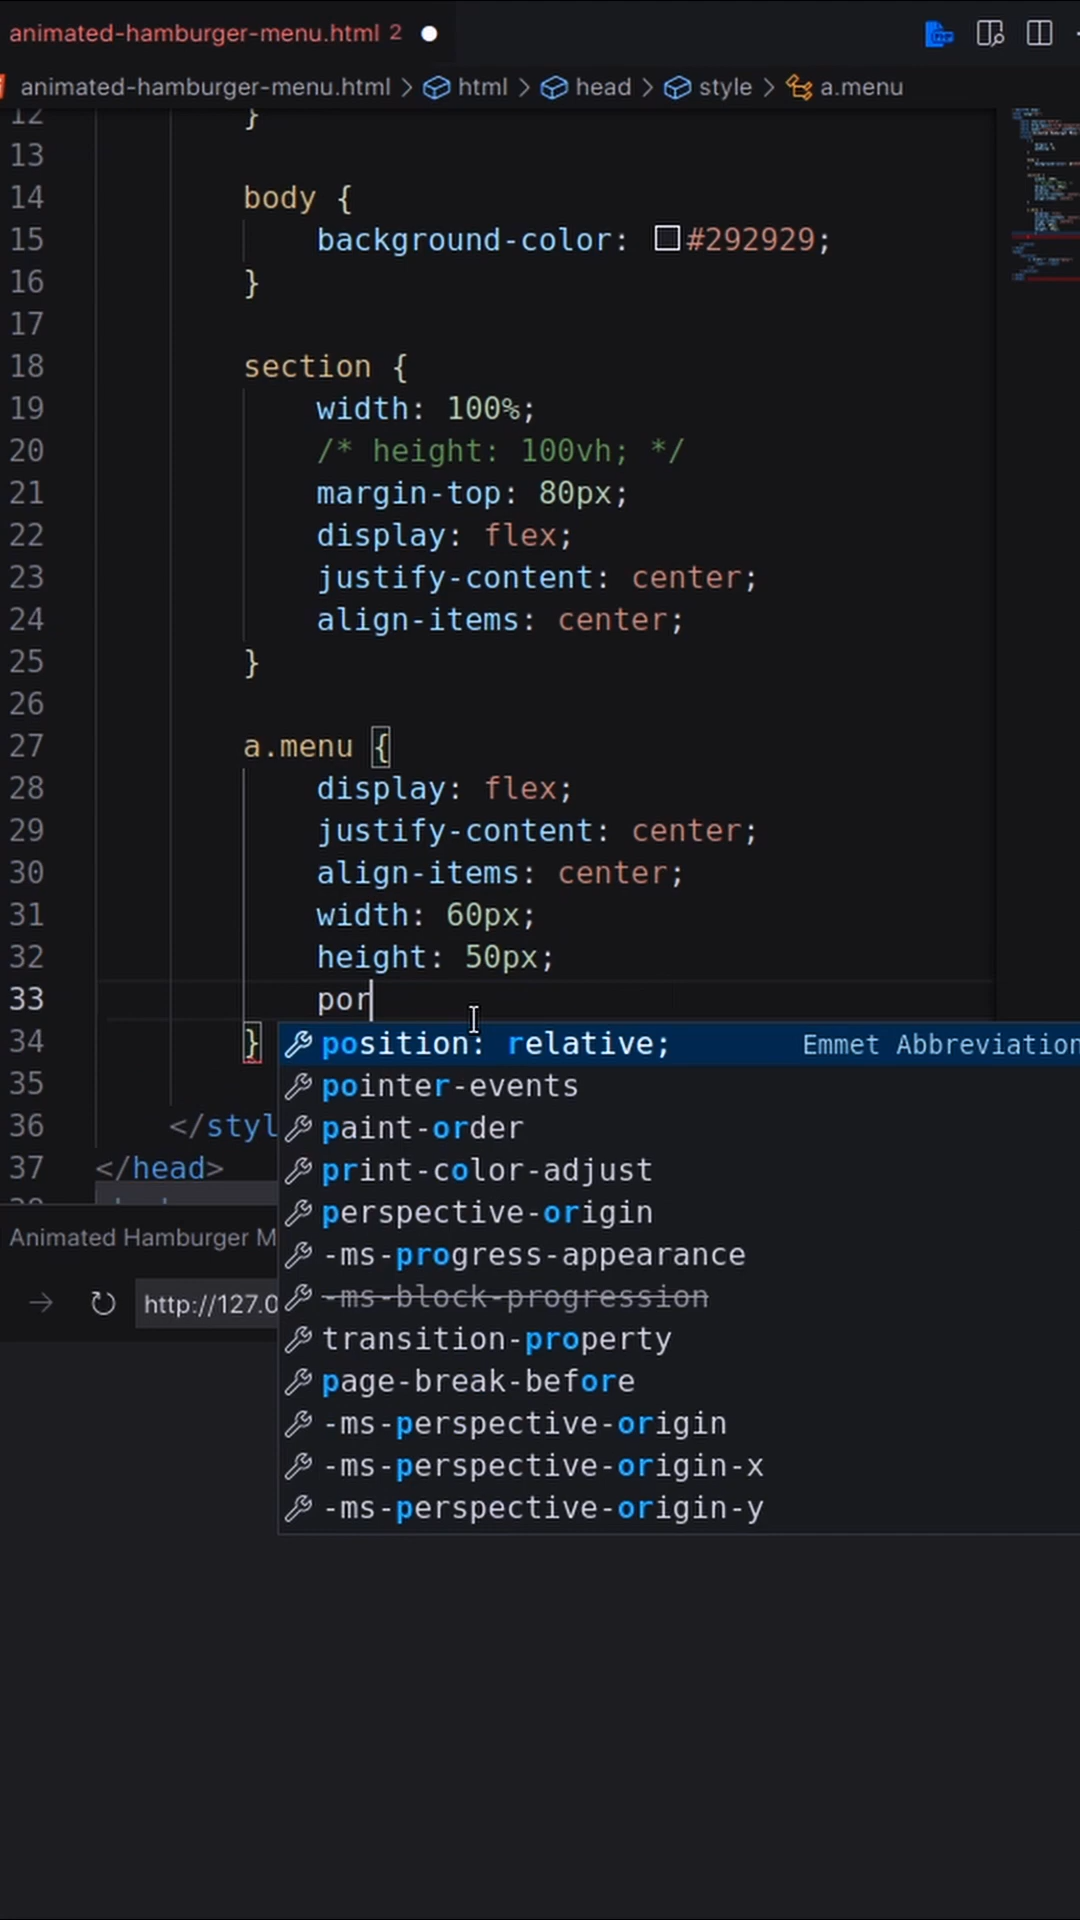 animated-hamburger-menu.html 2
animated-hamburger-menu.html > html > head > style > a.menu
12 }
13
14 body {
15 background-color: #292929;
16 }
17
18 section {
19 width: 100%;
20 /* height: 100vh; */
21 margin-top: 80px;
22 display: flex;
23 justify-content: center;
24 align-items: center;
25 }
26
27 a.menu {
28 display: flex;
29 justify-content: center;
30 align-items: center;
31 width: 60px;
32 height: 50px;
33 por
34 }
position: relative; Emmet Abbreviation
pointer-events
35
36 </styl
paint-order
37 </head>
print-color-adjust
perspective-origin
Animated Hamburger M
-ms-progress-appearance
http://127.0
-ms-block-progression
transition-property
page-break-before
-ms-perspective-origin
-ms-perspective-origin-x
-ms-perspective-origin-y